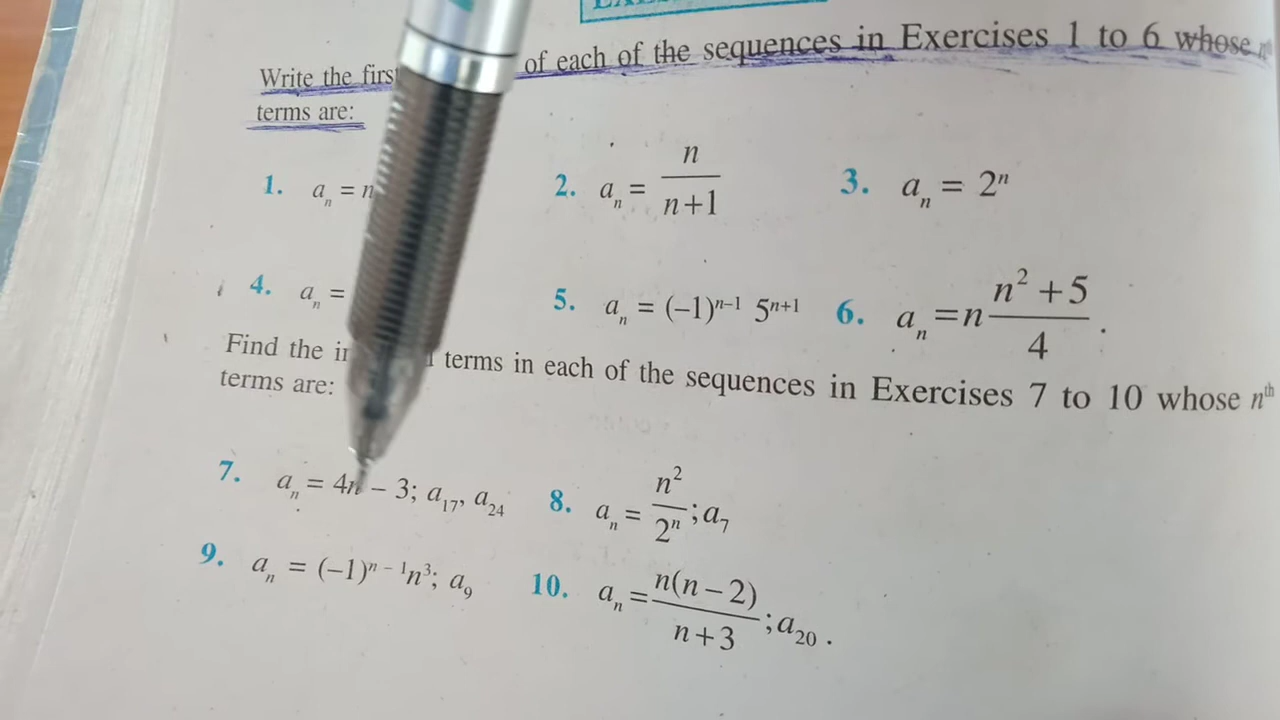 Write the first of each of the sequences in Exercises 1 to 6 whose n
terms are:
1. aₙ = n 2. aₙ = n/(n+1) 3. aₙ = 2ⁿ
4. aₙ = 5. aₙ = (–1)ⁿ⁻¹ 5ⁿ⁺¹ 6. aₙ = n (n² + 5)/4 .
Find the terms in each of the sequences in Exercises 7 to 10 whose nᵗʰ
terms are:
7. aₙ = 4n – 3; a₁₇, a₂₄ 8. aₙ = n²/2ⁿ ; a₇
9. aₙ = (–1)ⁿ ⁻ ¹n³; a₉ 10. aₙ = n(n – 2)/(n+3) ; a₂₀ .